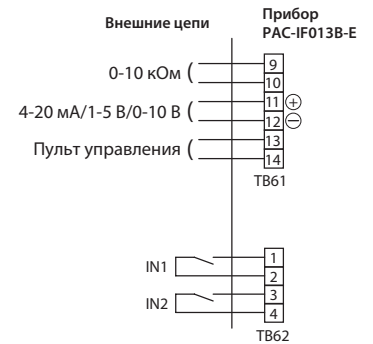 Внешние цепи
Прибор
PAC-IF013B-E
0-10 кОм (
9
10
4-20 мА/1-5 В/0-10 В (
11 +
12 −
Пульт управления (
13
14
TB61
IN1
1
2
IN2
3
4
TB62